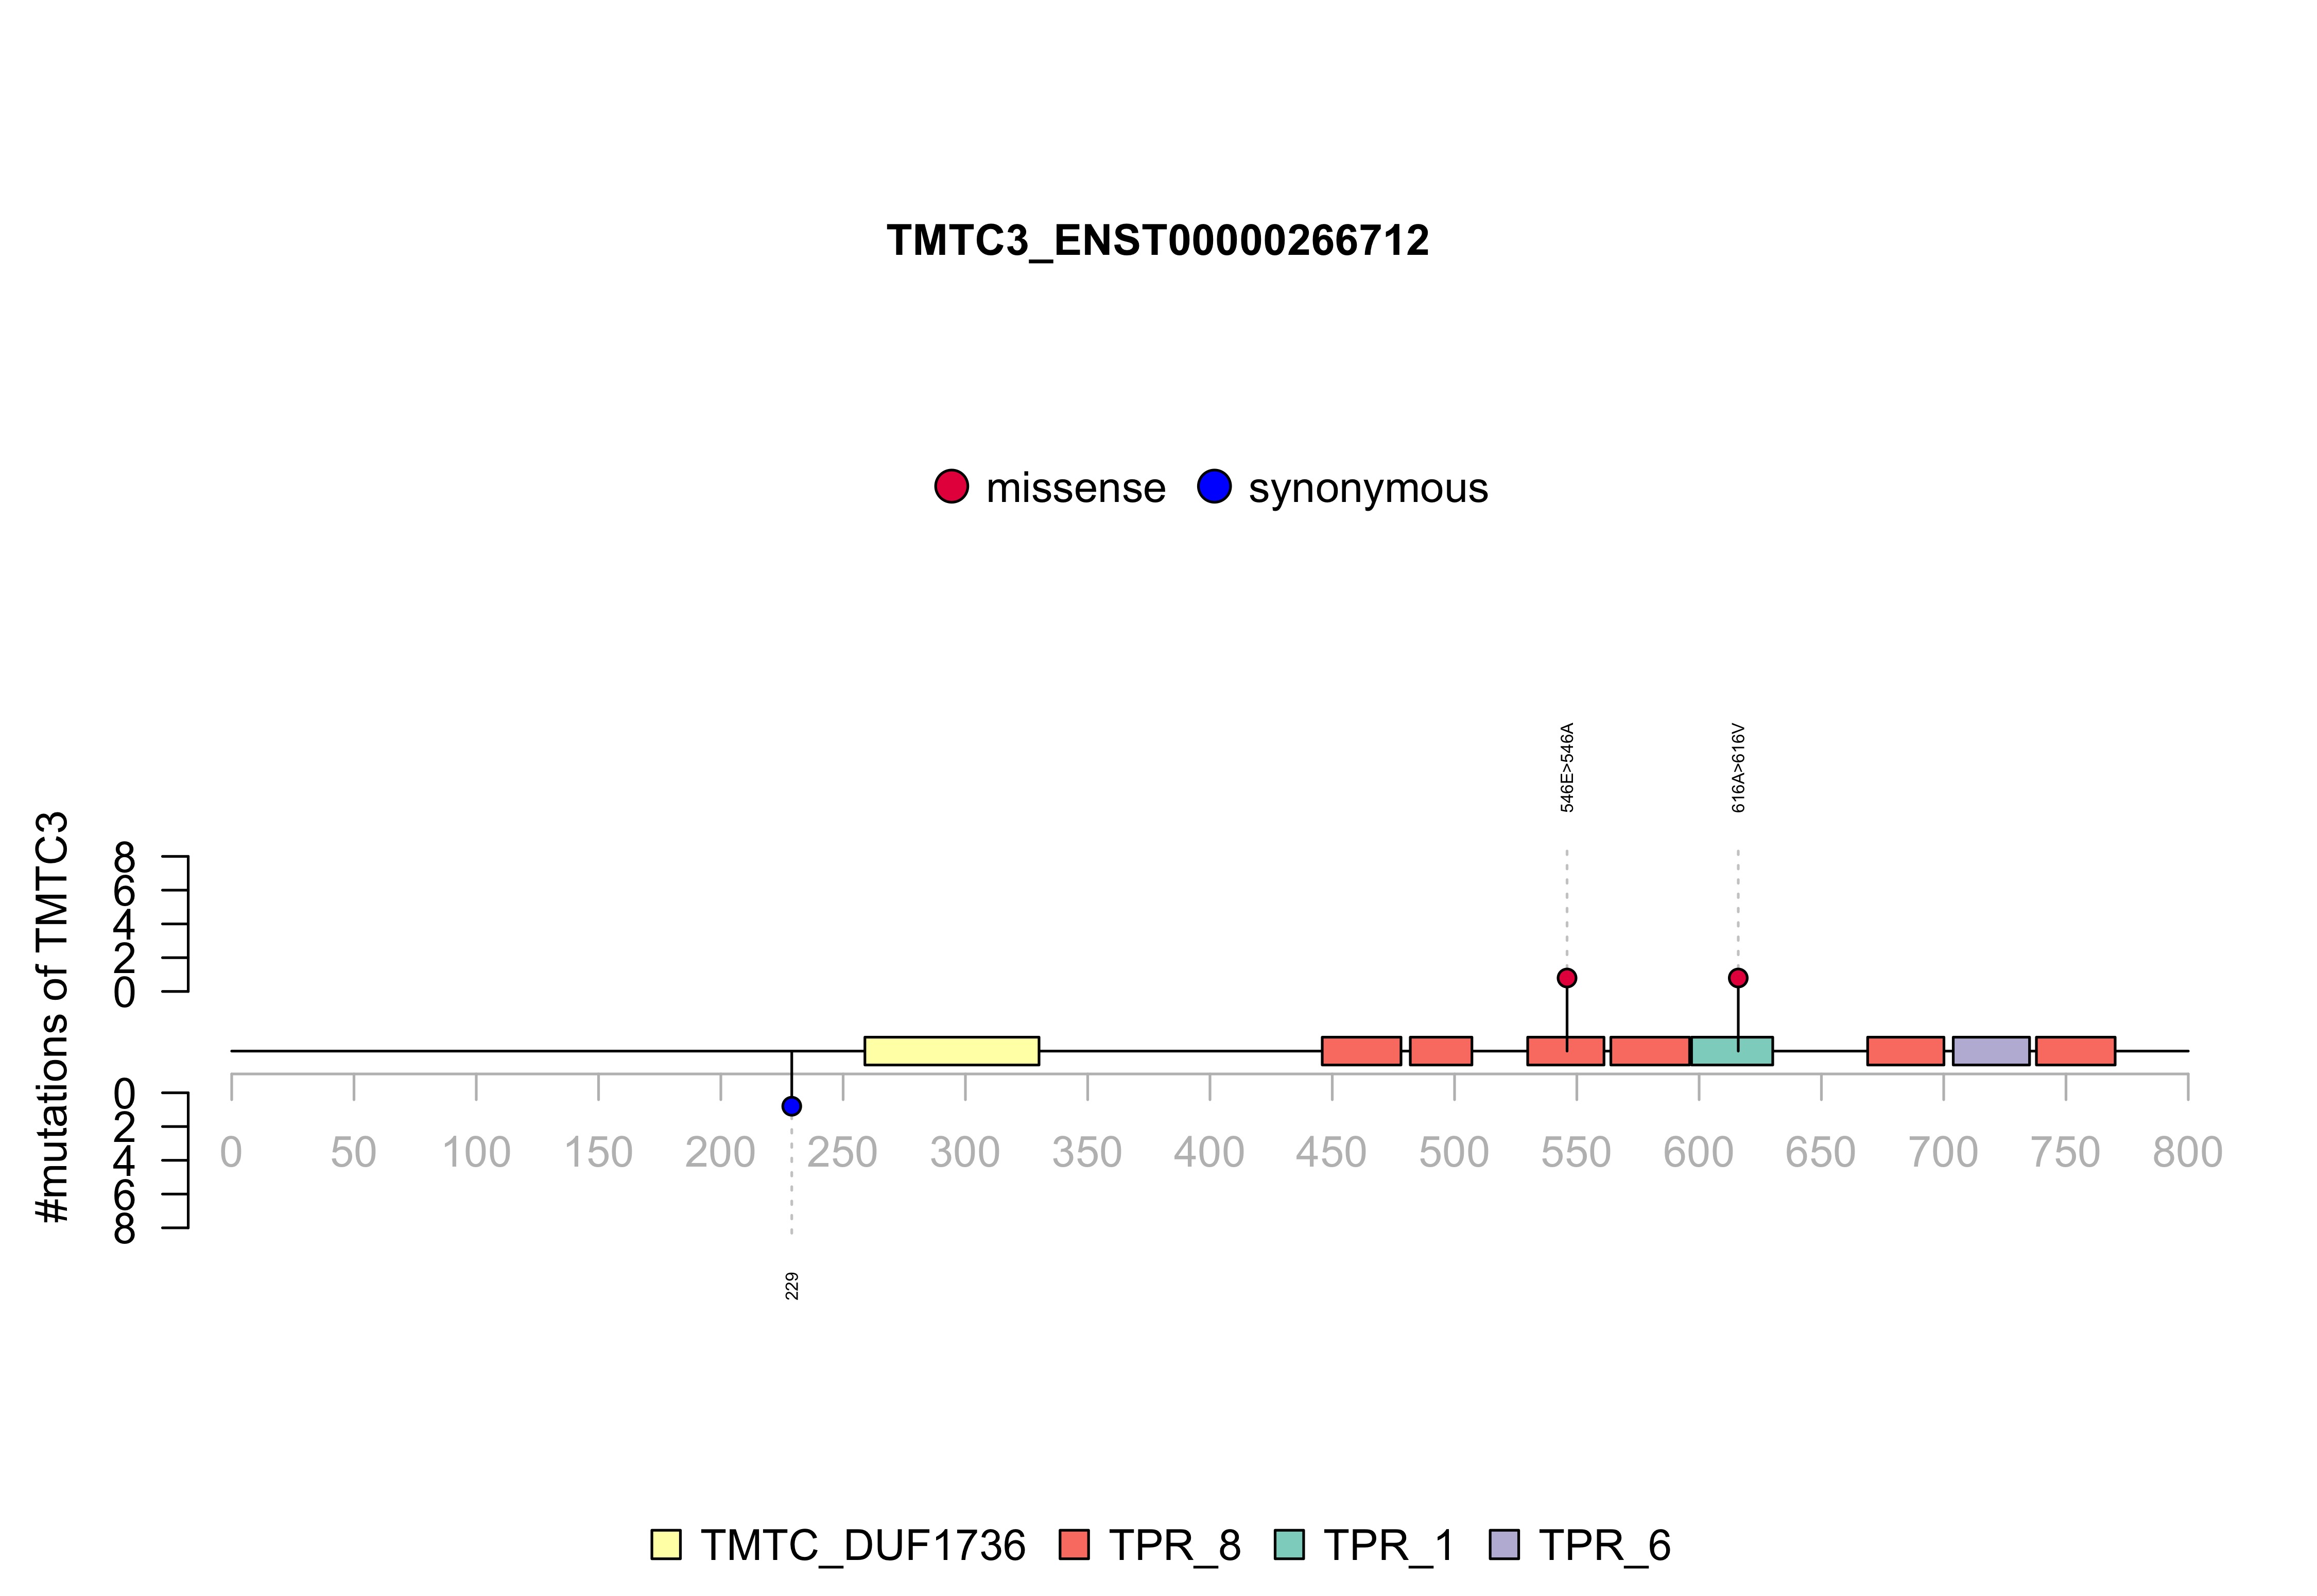 TMTC3_ENST00000266712
missense synonymous
546E>546A 616A>616V
#mutations of TMTC3
8
6
4
2
0
0
2
4
6
8
0 50 100 150 200 250 300 350 400 450 500 550 600 650 700 750 800
229
TMTC_DUF1736 TPR_8 TPR_1 TPR_6